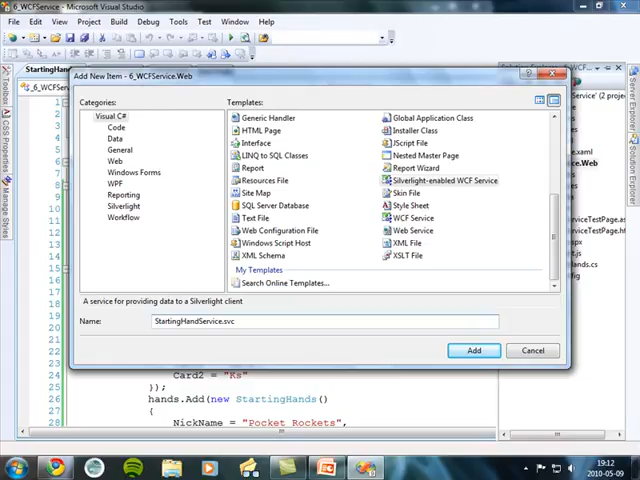 6_WCFService - Microsoft Visual Studio
File Edit View Project Build Debug Tools Test Window Help
Add New Item - 6_WCFService.Web
Categories:
Templates:
Visual C#
Code
Data
General
Web
Windows Forms
WPF
Reporting
Silverlight
Workflow
Generic Handler
HTML Page
Interface
LINQ to SQL Classes
Report
Resources File
Site Map
SQL Server Database
Text File
Web Configuration File
Windows Script Host
XML Schema
Global Application Class
Installer Class
JScript File
Nested Master Page
Report Wizard
Silverlight-enabled WCF Service
Skin File
Style Sheet
WCF Service
Web Service
XML File
XSLT File
My Templates
Search Online Templates...
A service for providing data to a Silverlight client
Name: StartingHandService.svc
Add Cancel
Toolbox
CSS Properties
Manage Styles
Server Explorer
Solution Explorer
24 Card2 = "Ks"
25 });
26 hands.Add(new StartingHands()
27 {
28 NickName = "Pocket Rockets",
19:12
2010-05-09